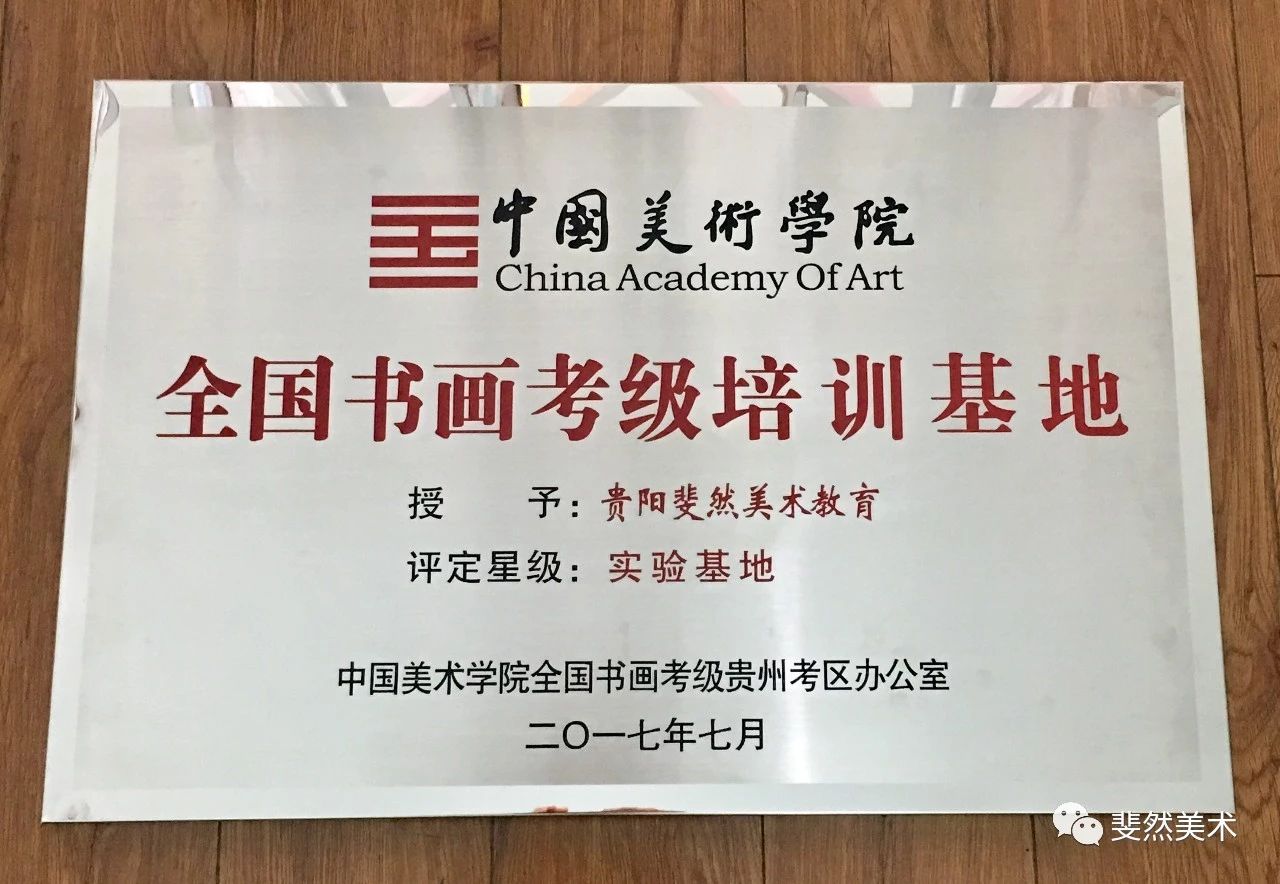 中國美術學院
China Academy Of Art
全国书画考级培训基地
授 予：贵阳斐然美术教育
评定星级：实验基地
中国美术学院全国书画考级贵州考区办公室
二〇一七年七月
斐然美术